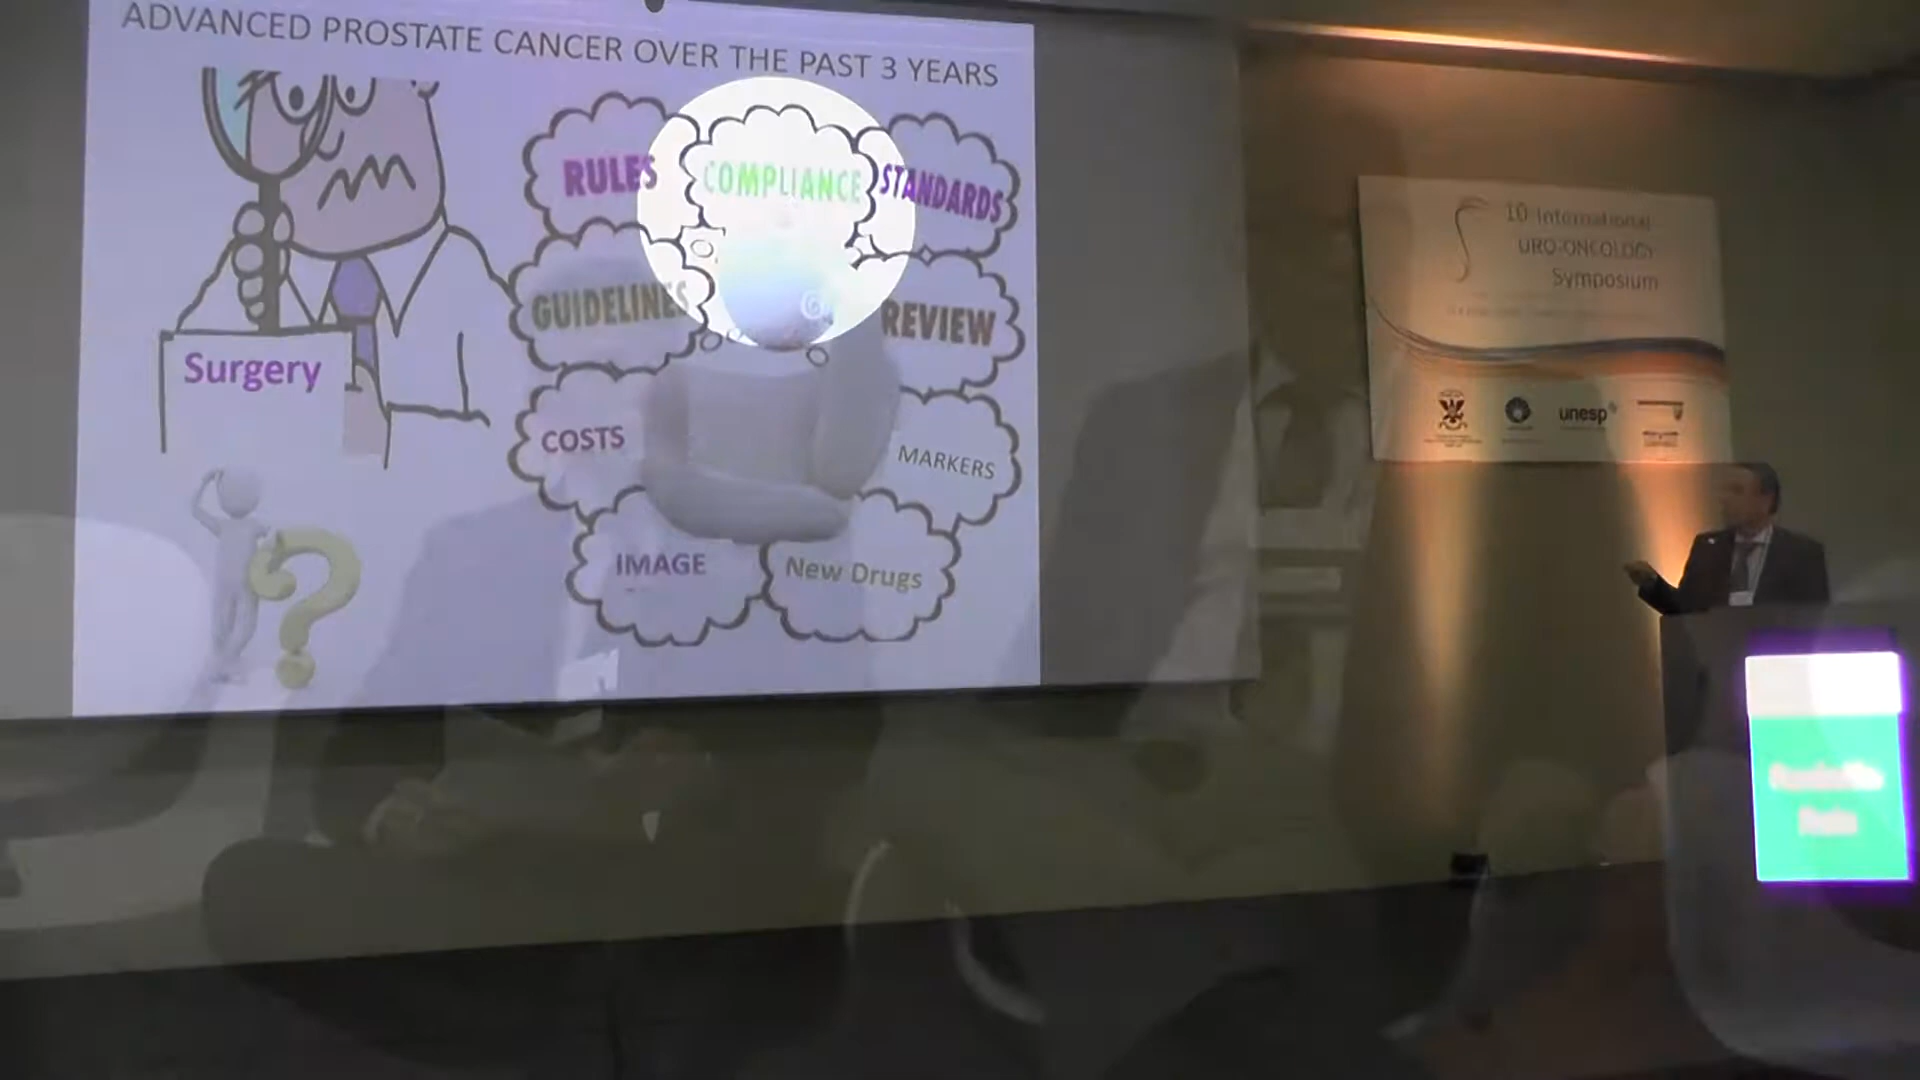 ADVANCED PROSTATE CANCER OVER THE PAST 3 YEARS
RULES
COMPLIANCE
STANDARDS
GUIDELINES
REVIEW
Surgery
COSTS
MARKERS
IMAGE
New Drugs
10 International
URO-ONCOLOGY
Symposium
unesp